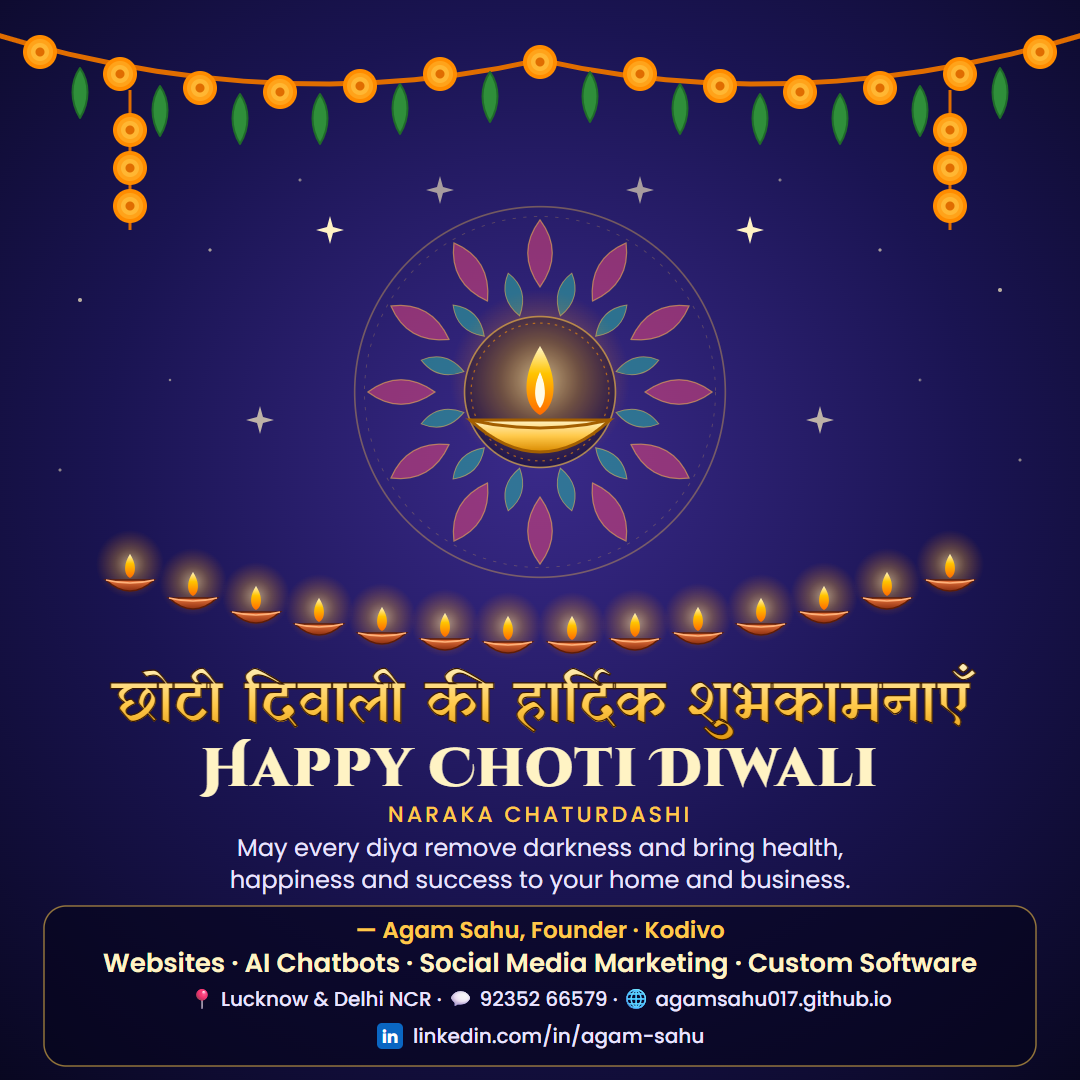 छोटी दिवाली की हार्दिक शुभकामनाएँ
HAPPY CHOTI DIWALI
NARAKA CHATURDASHI
May every diya remove darkness and bring health,
happiness and success to your home and business.
— Agam Sahu, Founder · Kodivo
Websites · AI Chatbots · Social Media Marketing · Custom Software
📍 Lucknow & Delhi NCR · 💬 92352 66579 · 🌐 agamsahu017.github.io
in linkedin.com/in/agam-sahu